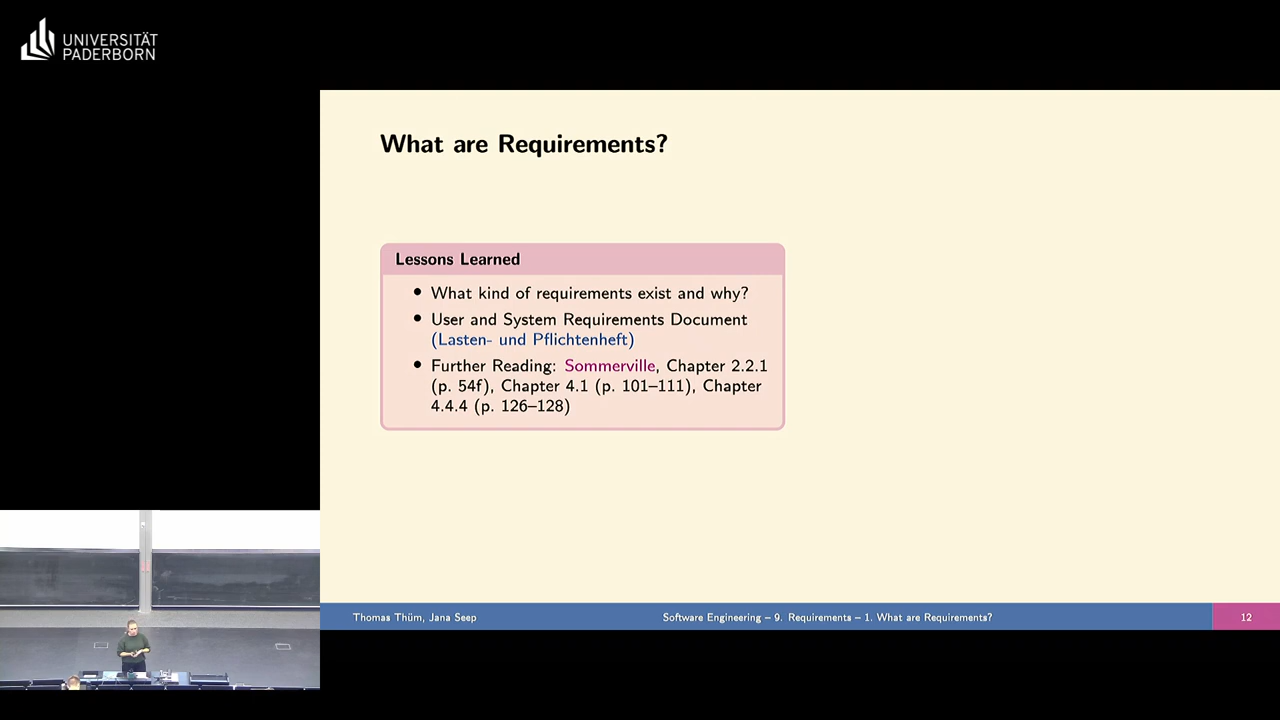 UNIVERSITÄT
PADERBORN
What are Requirements?
Lessons Learned
• What kind of requirements exist and why?
• User and System Requirements Document
(Lasten- und Pflichtenheft)
• Further Reading: Sommerville, Chapter 2.2.1
(p. 54f), Chapter 4.1 (p. 101–111), Chapter
4.4.4 (p. 126–128)
Thomas Thüm, Jana Seep
Software Engineering – 9. Requirements – 1. What are Requirements?
12